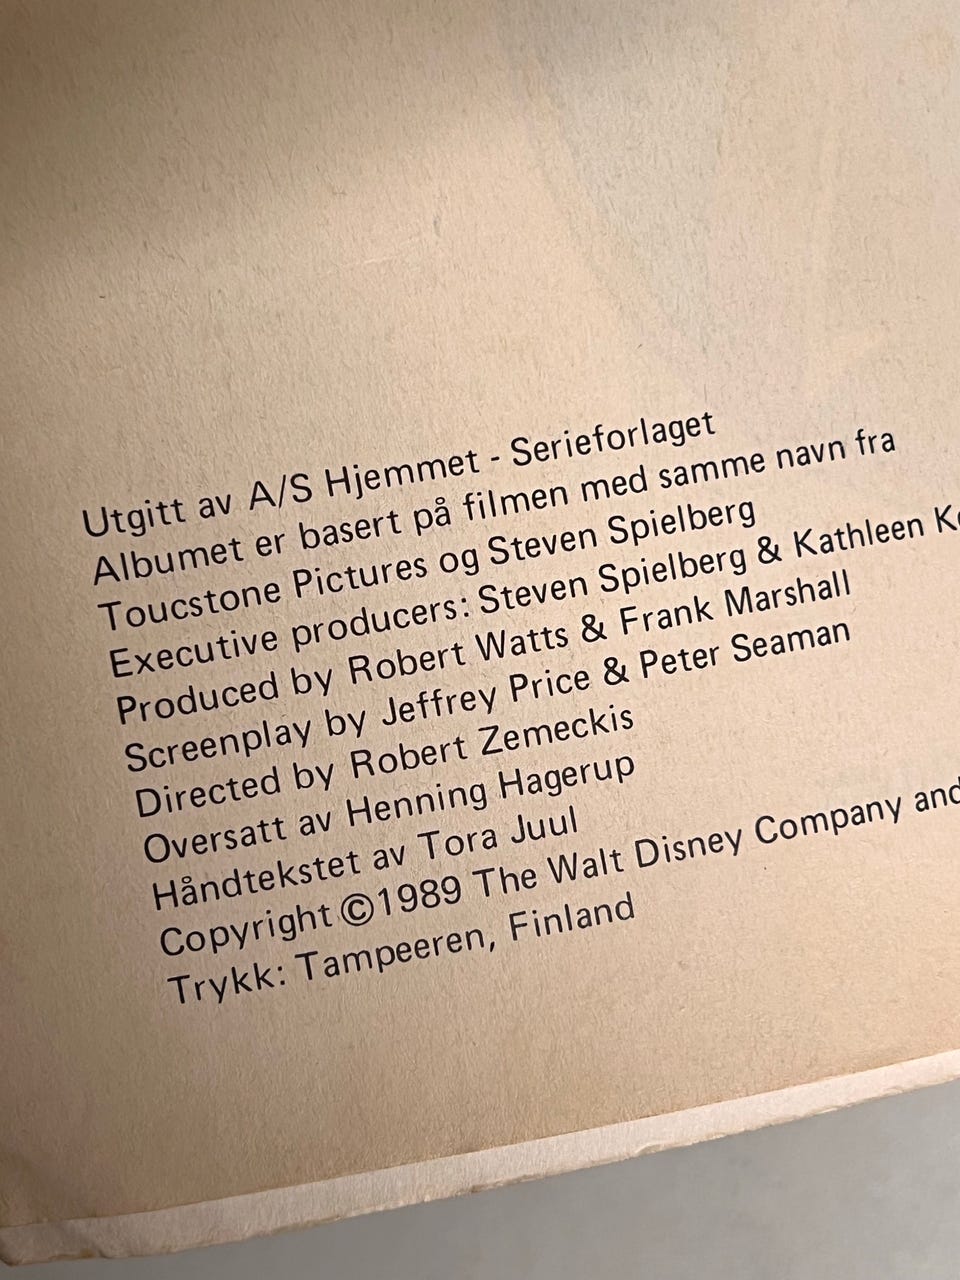 Utgitt av A/S Hjemmet - Serieforlaget
Albumet er basert på filmen med samme navn fra
Toucstone Pictures og Steven Spielberg
Executive producers: Steven Spielberg & Kathleen
Produced by Robert Watts & Frank Marshall
Screenplay by Jeffrey Price & Peter Seaman
Directed by Robert Zemeckis
Oversatt av Henning Hagerup
Håndtekstet av Tora Juul
Copyright ©1989 The Walt Disney Company and
Trykk: Tampeeren, Finland